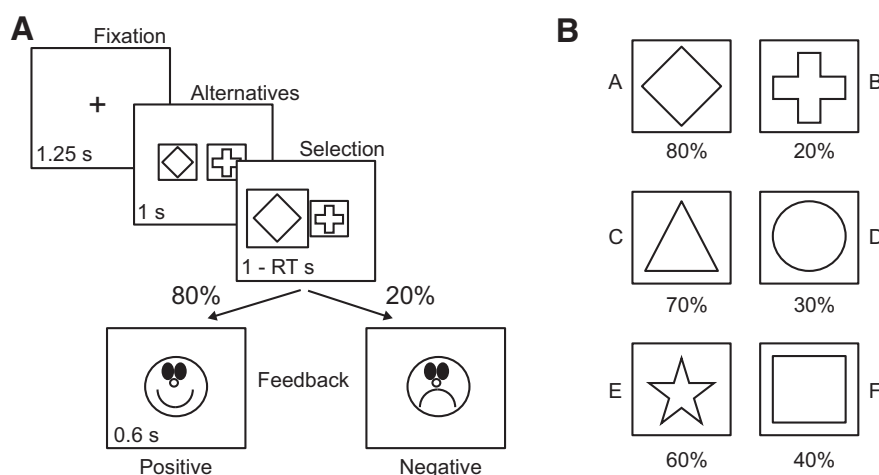 A
Fixation
1.25 s
Alternatives
1 s
Selection
1 - RT s
80%
20%
Feedback
0.6 s
Positive
Negative
B
A
B
80%
20%
C
D
70%
30%
E
F
60%
40%